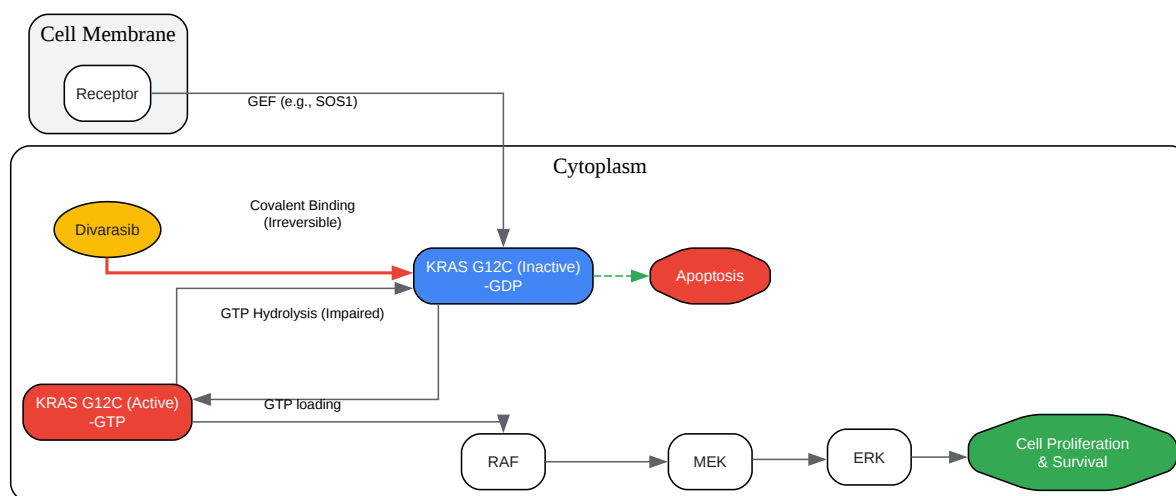 Cell Membrane
Receptor
GEF (e.g., SOS1)
Cytoplasm
Divarasib
Covalent Binding
(Irreversible)
KRAS G12C (Inactive)
-GDP
Apoptosis
GTP Hydrolysis (Impaired)
KRAS G12C (Active)
-GTP
GTP loading
RAF
MEK
ERK
Cell Proliferation
& Survival